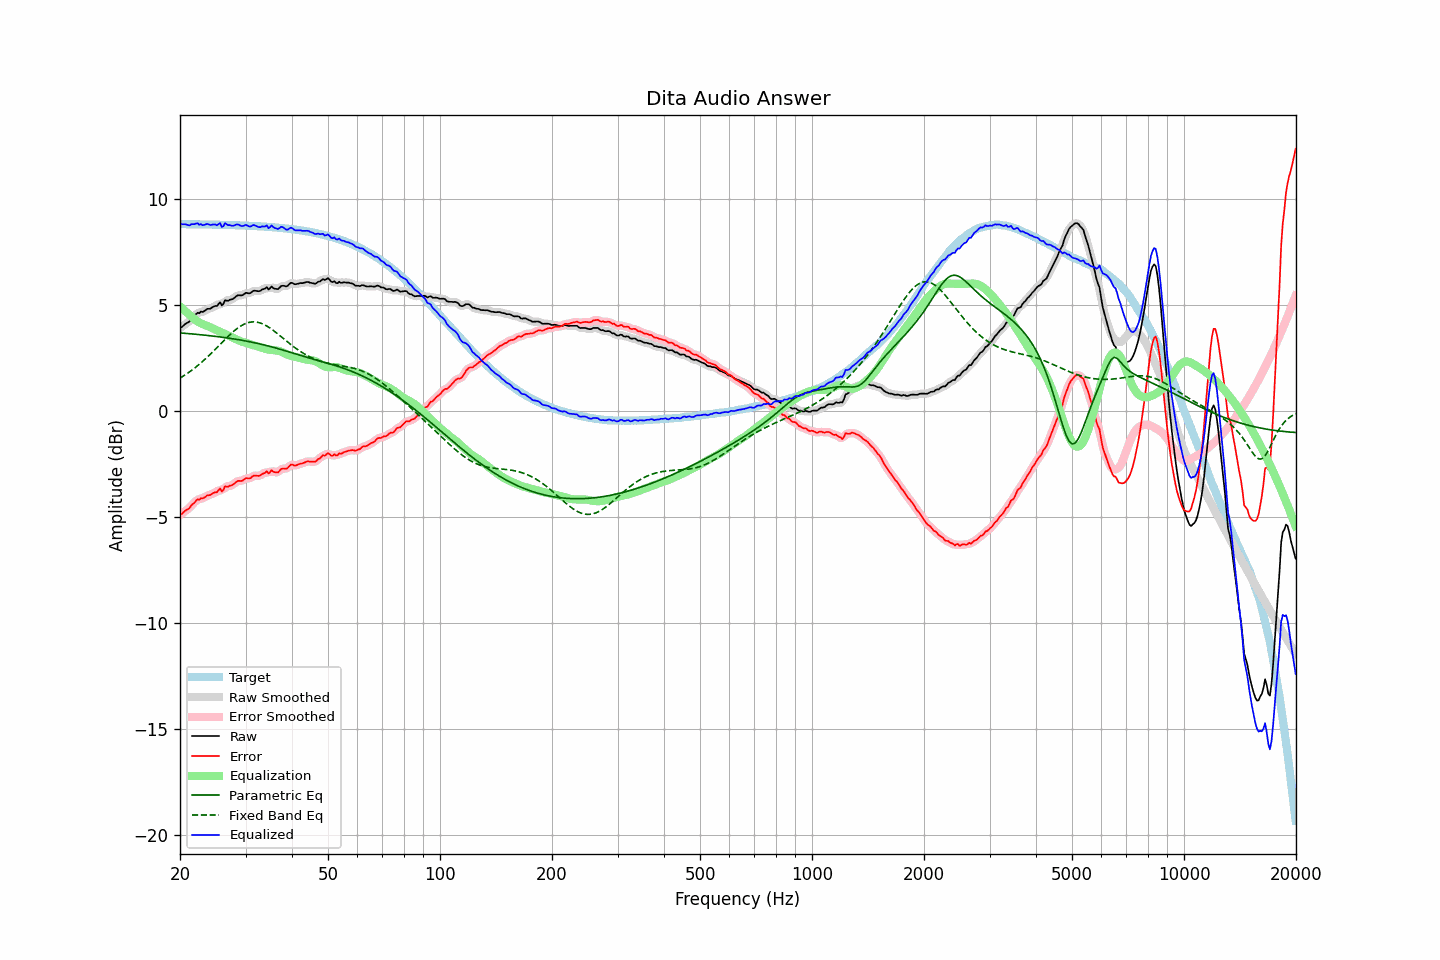 Dita Audio Answer
10
5
0
−5
−10
−15
−20
Amplitude (dBr)
Target
Raw Smoothed
Error Smoothed
Raw
Error
Equalization
Parametric Eq
Fixed Band Eq
Equalized
20 50 100 200 500 1000 2000 5000 10000 20000
Frequency (Hz)